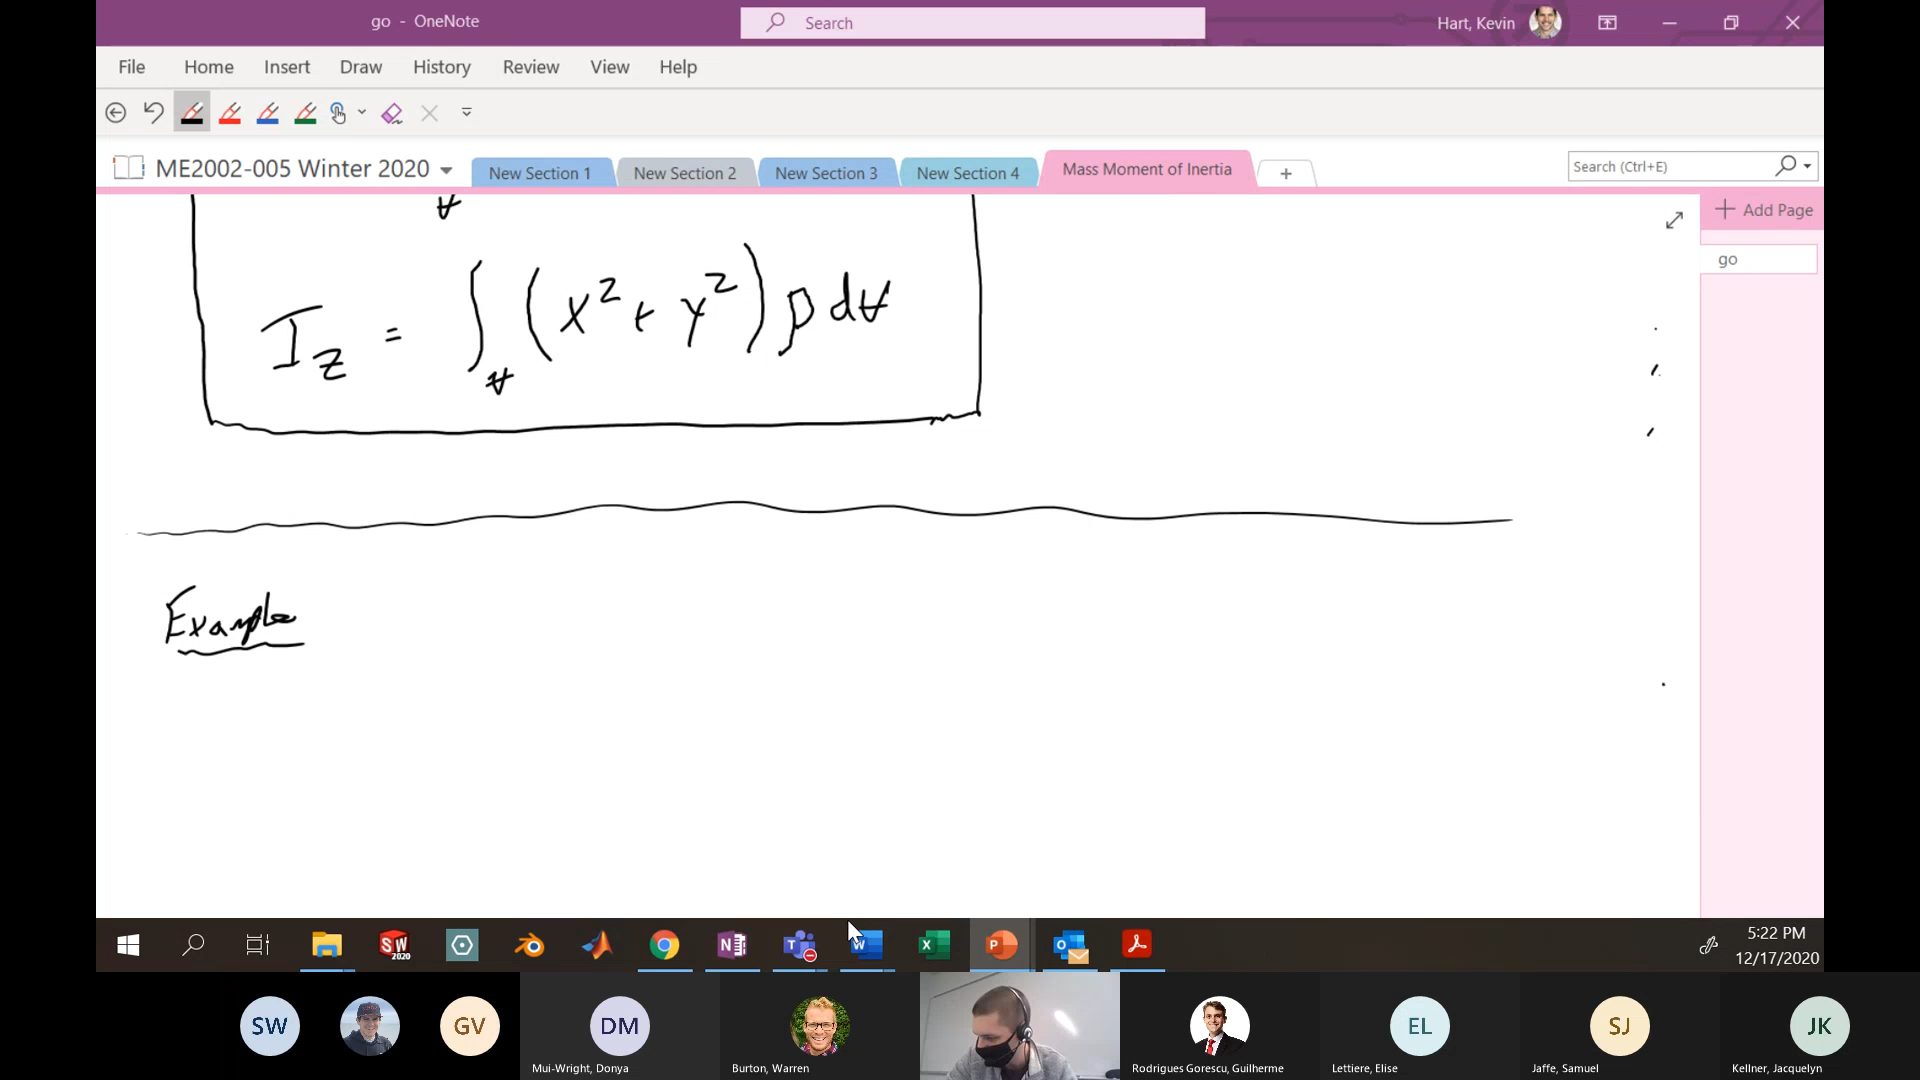 go - OneNote
Search
Hart, Kevin
File Home Insert Draw History Review View Help
ME2002-005 Winter 2020
New Section 1
New Section 2
New Section 3
New Section 4
Mass Moment of Inertia
+
Search (Ctrl+E)
Add Page
go
∀
I_z = ∫_∀ (x² + y²) ρ d∀
Example
SW 2020
N
T
W
X
P
O
5:22 PM
12/17/2020
SW
GV
DM
EL
SJ
JK
Mui-Wright, Donya
Burton, Warren
Rodrigues Gorescu, Guilherme
Lettiere, Elise
Jaffe, Samuel
Kellner, Jacquelyn